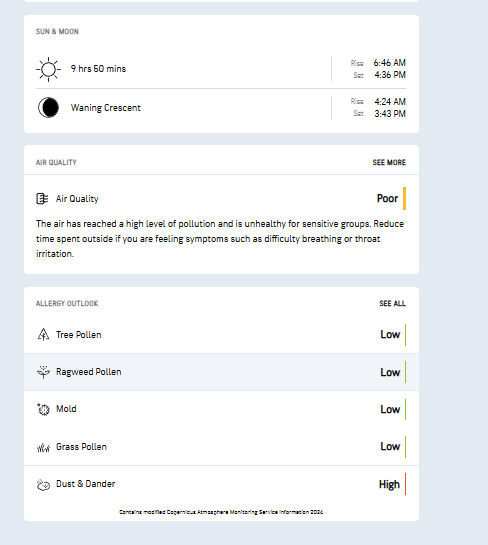 SUN & MOON
9 hrs 50 mins
Rise 6:46 AM
Set 4:36 PM
Waning Crescent
Rise 4:24 AM
Set 3:43 PM
AIR QUALITY SEE MORE
Air Quality Poor
The air has reached a high level of pollution and is unhealthy for sensitive groups. Reduce
time spent outside if you are feeling symptoms such as difficulty breathing or throat
irritation.
ALLERGY OUTLOOK SEE ALL
Tree Pollen Low
Ragweed Pollen Low
Mold Low
Grass Pollen Low
Dust & Dander High
Contains modified Copernicus Atmosphere Monitoring Service Information 2024